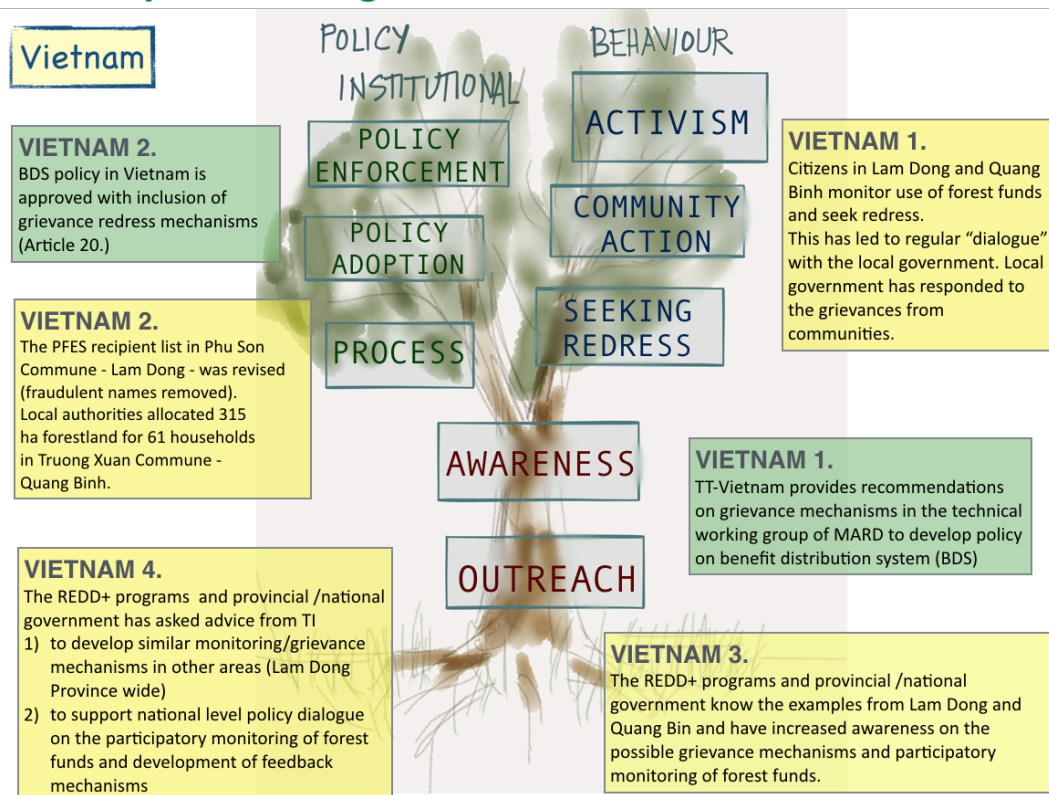 Vietnam
POLICY
INSTITUTIONAL
BEHAVIOUR
POLICY
ENFORCEMENT
ACTIVISM
VIETNAM 2.
BDS policy in Vietnam is
approved with inclusion of
grievance redress mechanisms
(Article 20.)
VIETNAM 1.
Citizens in Lam Dong and Quang
Binh monitor use of forest funds
and seek redress.
This has led to regular “dialogue”
with the local government. Local
government has responded to
the grievances from
communities.
POLICY
ADOPTION
COMMUNITY
ACTION
VIETNAM 2.
The PFES recipient list in Phu Son
Commune - Lam Dong - was revised
(fraudulent names removed).
Local authorities allocated 315
ha forestland for 61 households
in Truong Xuan Commune -
Quang Binh.
PROCESS
SEEKING
REDRESS
AWARENESS
VIETNAM 1.
TT-Vietnam provides recommendations
on grievance mechanisms in the technical
working group of MARD to develop policy
on benefit distribution system (BDS)
OUTREACH
VIETNAM 4.
The REDD+ programs and provincial /national
government has asked advice from TI
1) to develop similar monitoring/grievance
mechanisms in other areas (Lam Dong
Province wide)
2) to support national level policy dialogue
on the participatory monitoring of forest
funds and development of feedback
mechanisms
VIETNAM 3.
The REDD+ programs and provincial /national
government know the examples from Lam Dong and
Quang Bin and have increased awareness on the
possible grievance mechanisms and participatory
monitoring of forest funds.